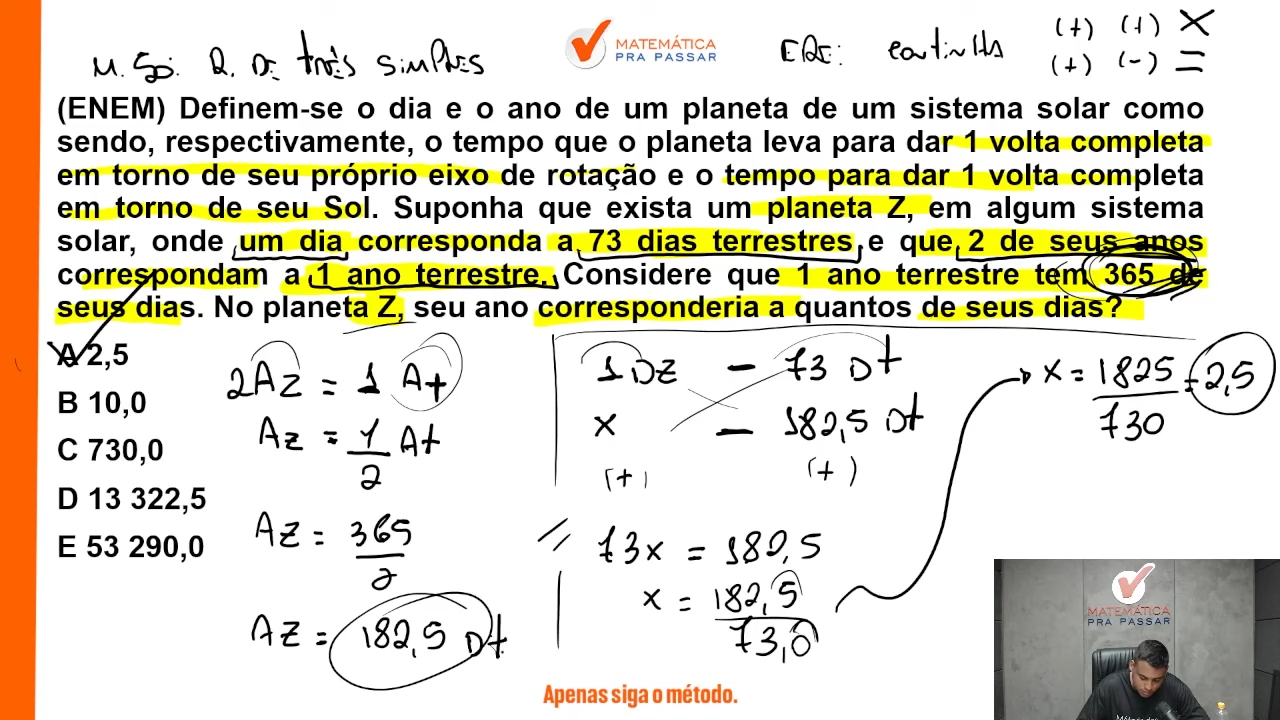 M. So: R. DE três simples
MATEMÁTICA
PRA PASSAR
ERE: continha
(+) (+) ×
(+) (-) =
(ENEM) Definem-se o dia e o ano de um planeta de um sistema solar como
sendo, respectivamente, o tempo que o planeta leva para dar 1 volta completa
em torno de seu próprio eixo de rotação e o tempo para dar 1 volta completa
em torno de seu Sol. Suponha que exista um planeta Z, em algum sistema
solar, onde um dia corresponda a 73 dias terrestres e que 2 de seus anos
correspondam a 1 ano terrestre. Considere que 1 ano terrestre tem 365 de
seus dias. No planeta Z, seu ano corresponderia a quantos de seus dias?
A 2,5
B 10,0
C 730,0
D 13 322,5
E 53 290,0
2Az = 1 At
Az = 1/2 At
Az = 365/2
Az = 182,5 Dt
1 Dz - 73 Dt
x - 182,5 Dt
(+) (+)
73x = 182,5
x = 182,5/73,0
x = 1825/730 = 2,5
MATEMÁTICA
PRA PASSAR
Apenas siga o método.